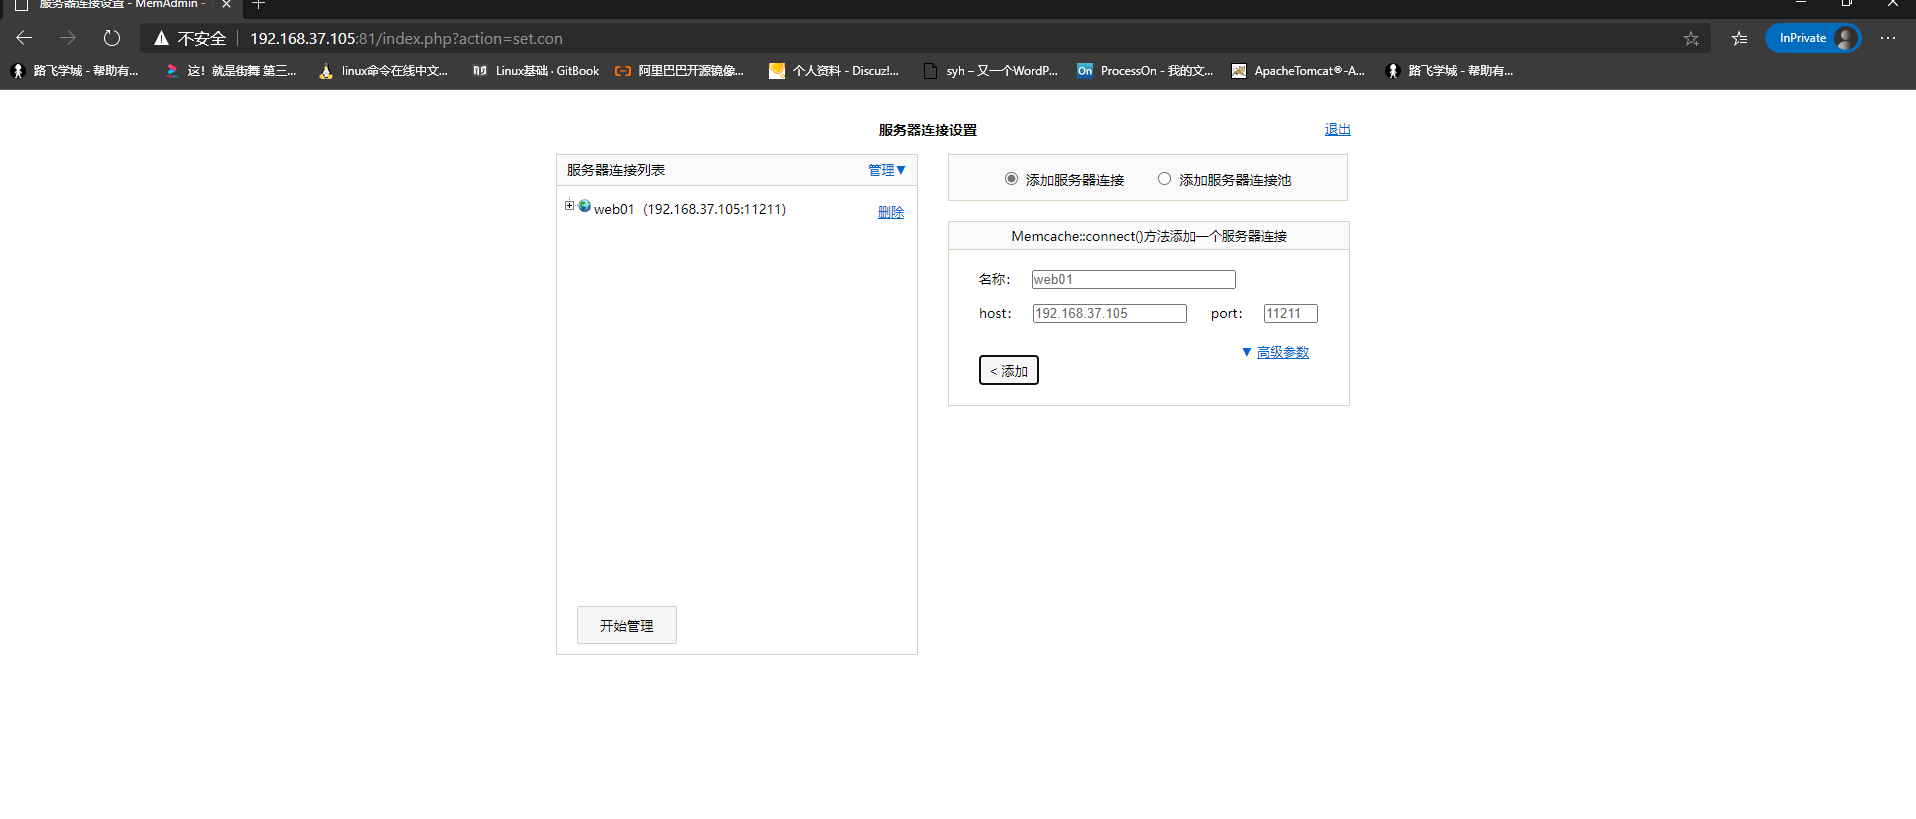 服务器连接设置 - MemAdmin -
不安全 192.168.37.105:81/index.php?action=set.con
InPrivate
路飞学城 - 帮助有... 这！就是街舞 第三... linux命令在线中文... Linux基础 · GitBook 阿里巴巴开源镜像... 个人资料 - Discuz!... syh – 又一个WordP... On ProcessOn - 我的文... ApacheTomcat®-A... 路飞学城 - 帮助有...
服务器连接设置 退出
服务器连接列表 管理▼
web01（192.168.37.105:11211） 删除
开始管理
添加服务器连接 添加服务器连接池
Memcache::connect()方法添加一个服务器连接
名称： web01
host： 192.168.37.105 port： 11211
▼ 高级参数
< 添加